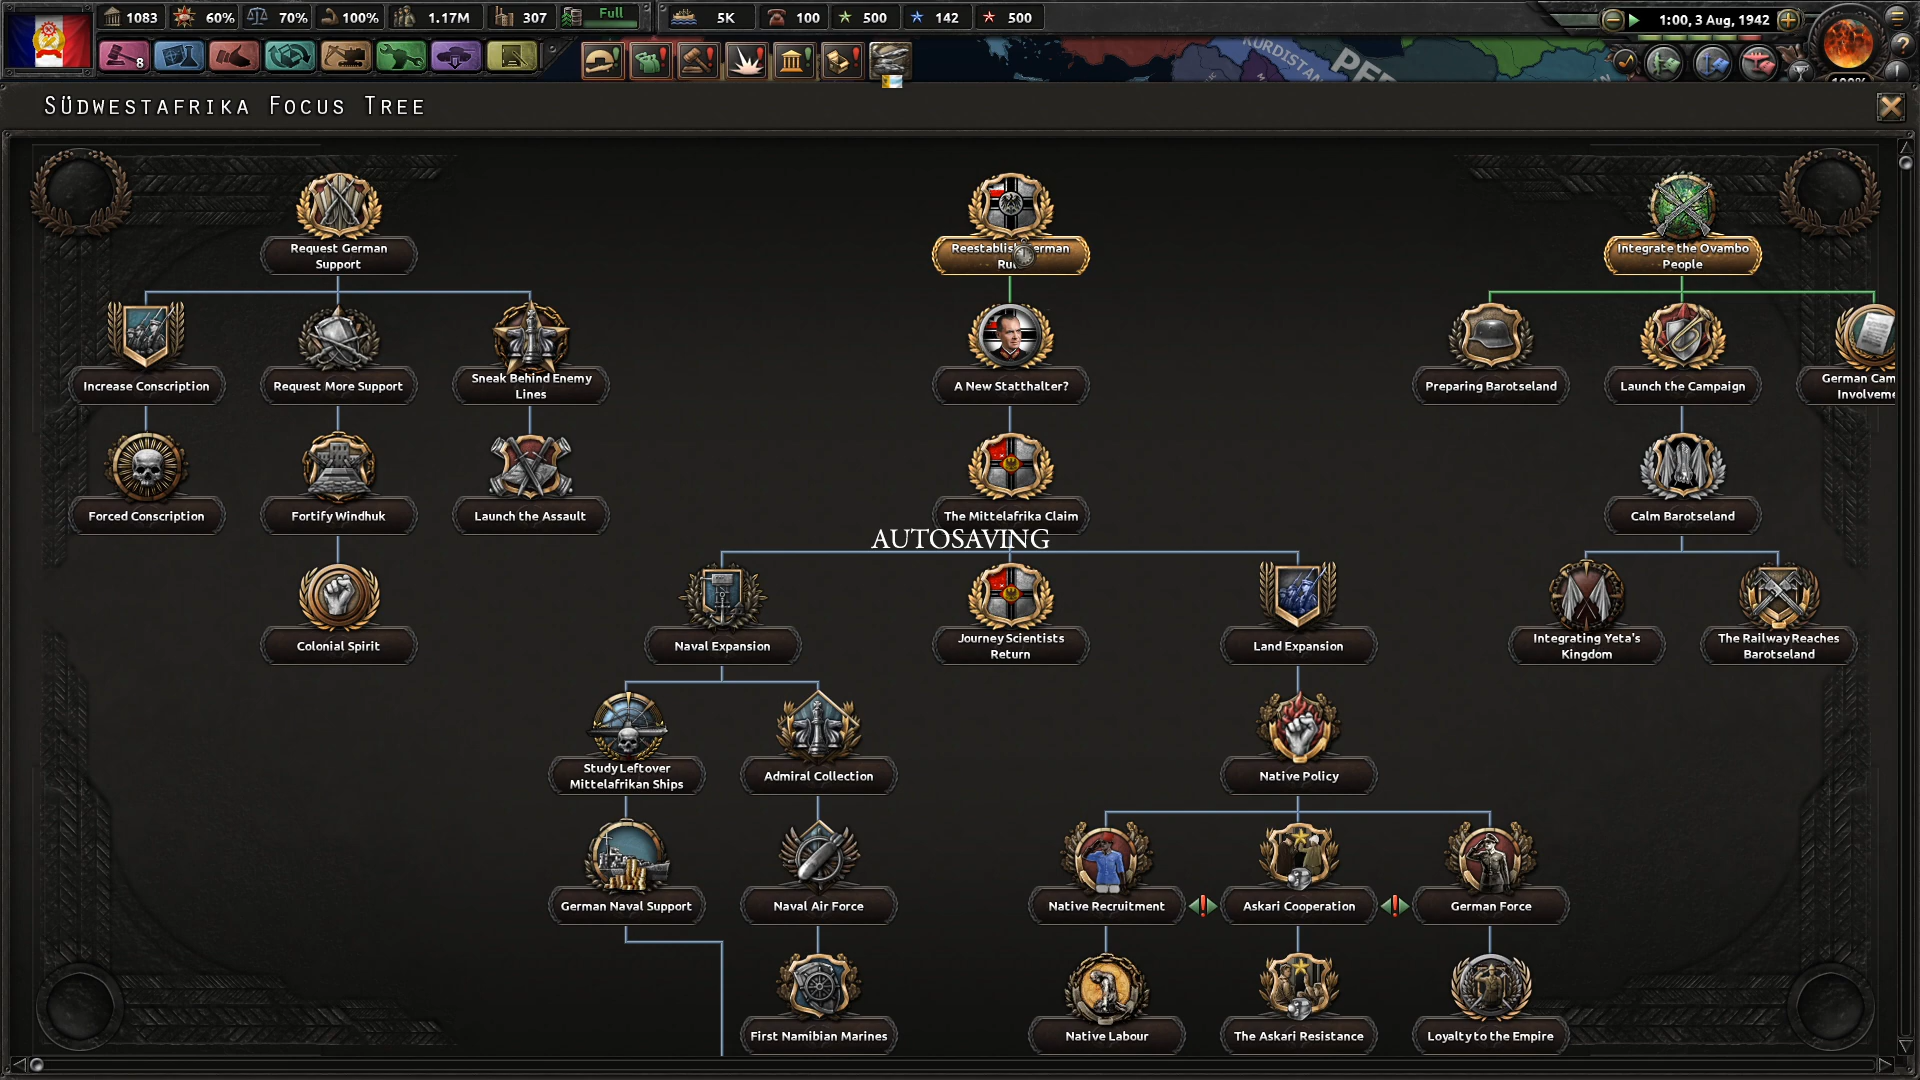 1083
60%
70%
100%
1.17M
307
Full
5K
100
500
142
500
1:00, 3 Aug, 1942
8
KURDISTAN
100%
SÜDWESTAFRIKA FOCUS TREE
Request German
Support
Integrate the Ovambo
People
Increase Conscription
Request More Support
Sneak Behind Enemy
Lines
A New Statthalter?
Preparing Barotseland
Launch the Campaign
German Cam
Involveme
Forced Conscription
Fortify Windhuk
Launch the Assault
The Mittelafrika Claim
Calm Barotseland
AUTOSAVING
Colonial Spirit
Naval Expansion
Journey Scientists
Return
Land Expansion
Integrating Yeta's
Kingdom
The Railway Reaches
Barotseland
Study Leftover
Mittelafrikan Ships
Admiral Collection
Native Policy
German Naval Support
Naval Air Force
Native Recruitment
Askari Cooperation
German Force
First Namibian Marines
Native Labour
The Askari Resistance
Loyalty to the Empire